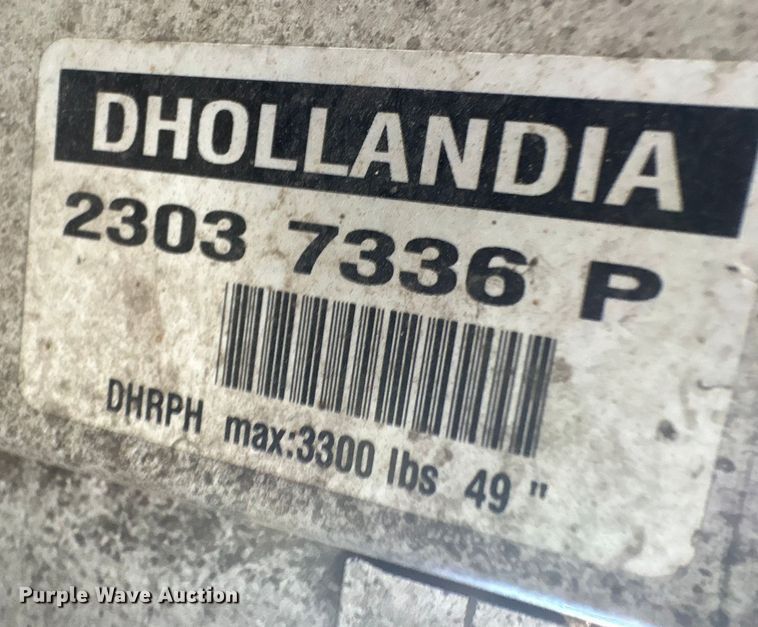 DHOLLANDIA
2303 7336 P
DHRPH max:3300 lbs 49 "
Purple Wave Auction